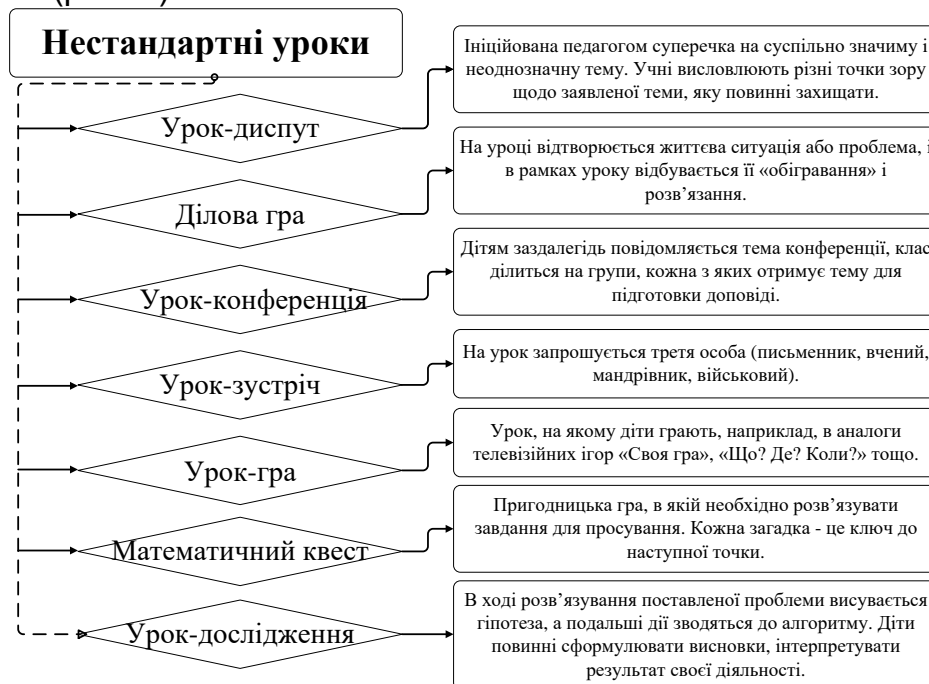 Нестандартні уроки
Урок-диспут
Ініційована педагогом суперечка на суспільно значиму і
неоднозначну тему. Учні висловлюють різні точки зору
щодо заявленої теми, яку повинні захищати.
Ділова гра
На уроці відтворюється життєва ситуація або проблема, і
в рамках уроку відбувається її «обігравання» і
розв’язання.
Урок-конференція
Дітям заздалегідь повідомляється тема конференції, клас
ділиться на групи, кожна з яких отримує тему для
підготовки доповіді.
Урок-зустріч
На урок запрошується третя особа (письменник, вчений,
мандрівник, військовий).
Урок-гра
Урок, на якому діти грають, наприклад, в аналоги
телевізійних ігор «Своя гра», «Що? Де? Коли?» тощо.
Математичний квест
Пригодницька гра, в якій необхідно розв’язувати
завдання для просування. Кожна загадка - це ключ до
наступної точки.
Урок-дослідження
В ході розв’язування поставленої проблеми висувається
гіпотеза, а подальші дії зводяться до алгоритму. Діти
повинні сформулювати висновки, інтерпретувати
результат своєї діяльності.